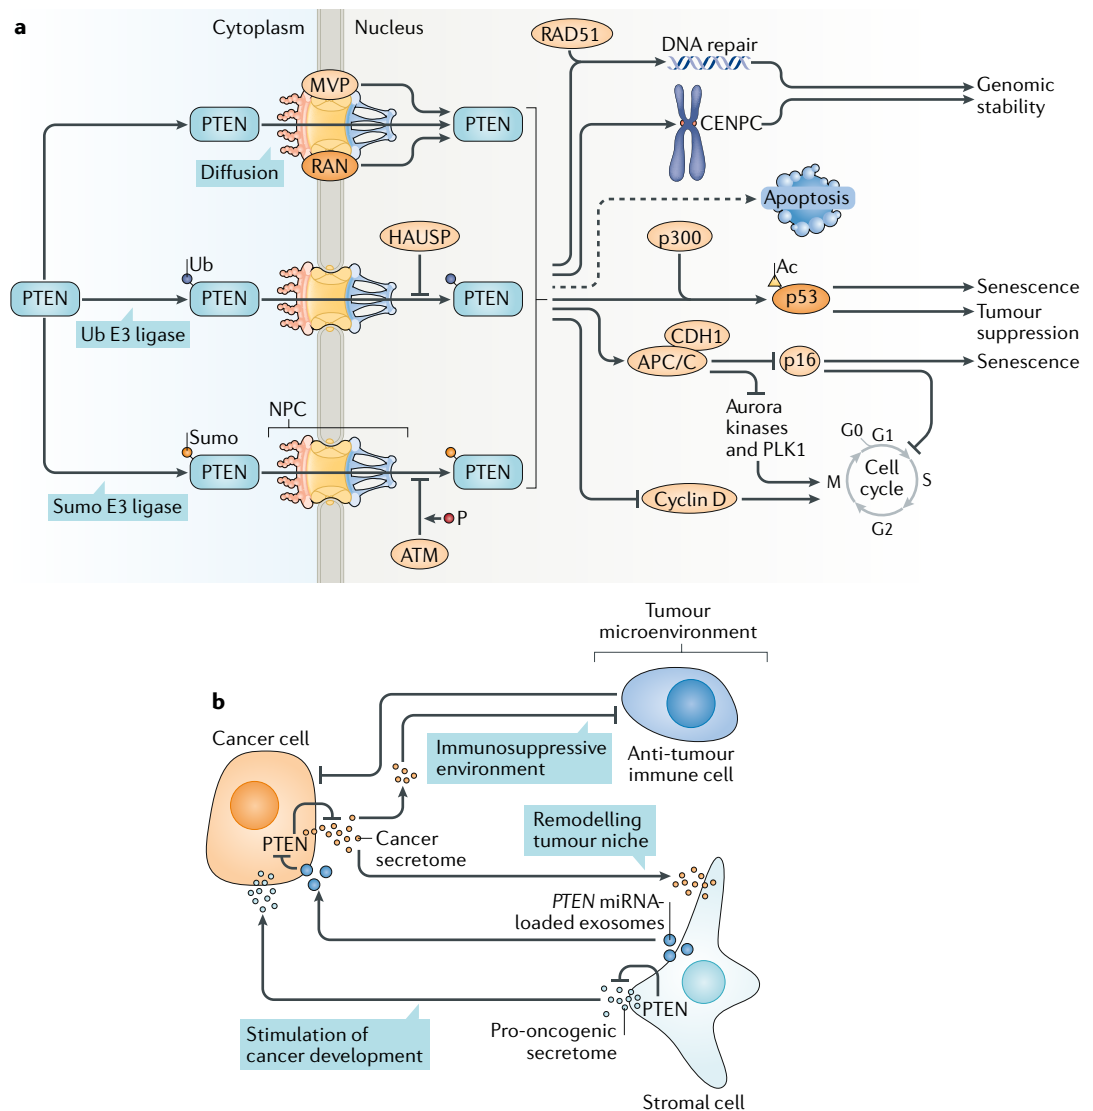 a
Cytoplasm
Nucleus
RAD51
DNA repair
Genomic
stability
MVP
PTEN
PTEN
CENPC
Diffusion
RAN
Apoptosis
HAUSP
p300
Ub
Ac
PTEN
PTEN
PTEN
p53
Senescence
Tumour
suppression
Ub E3 ligase
CDH1
APC/C
p16
Senescence
NPC
Aurora
kinases
and PLK1
G0
G1
Sumo
PTEN
PTEN
Cell
cycle
M
S
G2
Sumo E3 ligase
Cyclin D
P
ATM
Tumour
microenvironment
b
Cancer cell
Immunosuppressive
environment
Anti-tumour
immune cell
PTEN
Cancer
secretome
Remodelling
tumour niche
PTEN miRNA-
loaded exosomes
PTEN
Pro-oncogenic
secretome
Stimulation of
cancer development
Stromal cell